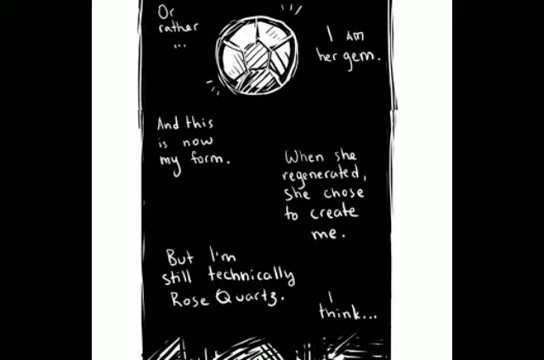 Or
rather
...
I am
her gem.
And this
is now
my form.
When she
regenerated,
she chose
to create
me.
But I'm
still technically
Rose Quartz.
I
think...